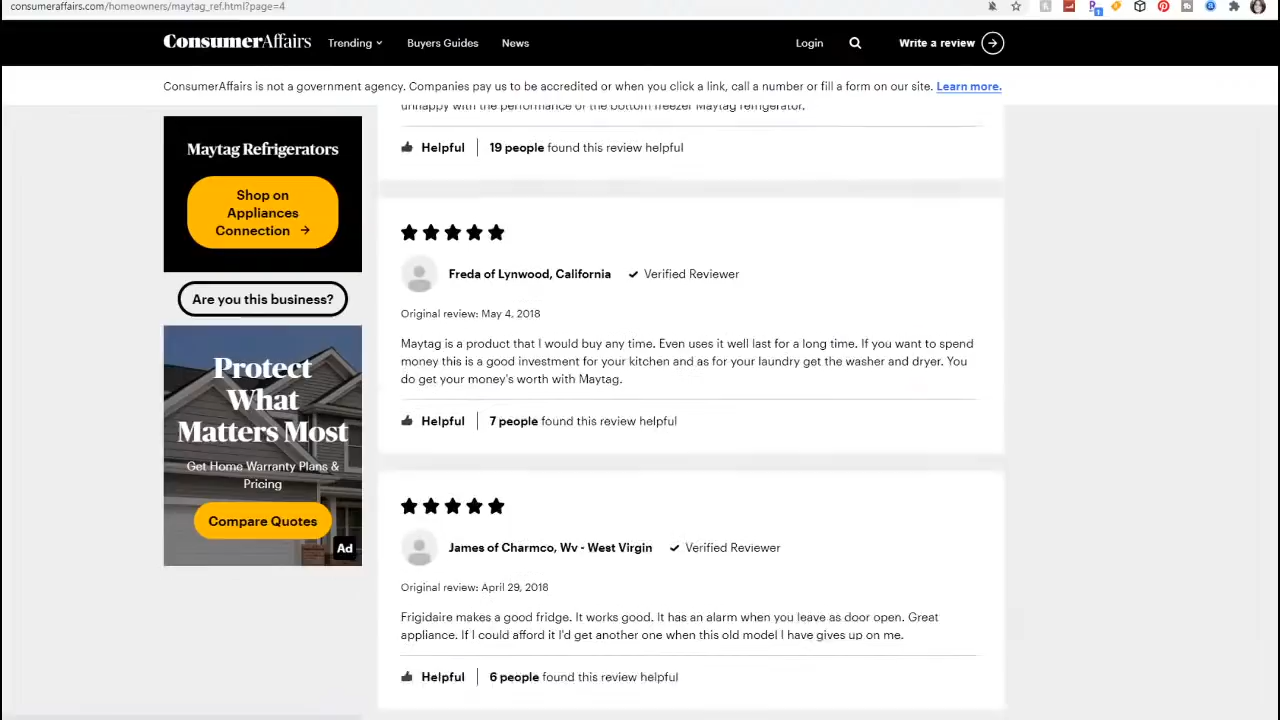 consumeraffairs.com/homeowners/maytag_ref.html?page=4
ConsumerAffairs Trending Buyers Guides News Login Write a review
ConsumerAffairs is not a government agency. Companies pay us to be accredited or when you click a link, call a number or fill a form on our site. Learn more.
unhappy with the performance of the bottom freezer Maytag refrigerator.
Helpful 19 people found this review helpful
Maytag Refrigerators
Shop on
Appliances
Connection
Are you this business?
Protect
What
Matters Most
Get Home Warranty Plans &
Pricing
Compare Quotes
Ad
Freda of Lynwood, California Verified Reviewer
Original review: May 4, 2018
Maytag is a product that I would buy any time. Even uses it well last for a long time. If you want to spend
money this is a good investment for your kitchen and as for your laundry get the washer and dryer. You
do get your money's worth with Maytag.
Helpful 7 people found this review helpful
James of Charmco, Wv - West Virgin Verified Reviewer
Original review: April 29, 2018
Frigidaire makes a good fridge. It works good. It has an alarm when you leave as door open. Great
appliance. If I could afford it I'd get another one when this old model I have gives up on me.
Helpful 6 people found this review helpful